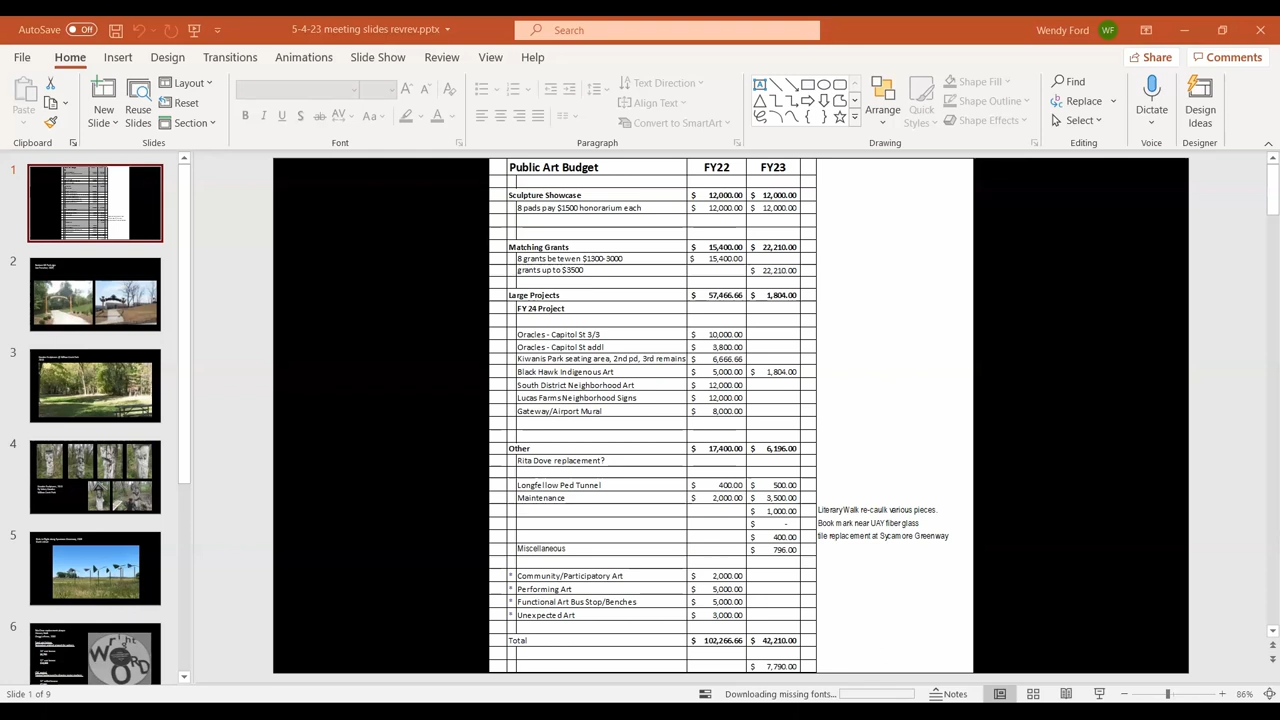 AutoSave Off 5-4-23 meeting slides revrev.pptx Search Wendy Ford WF
File Home Insert Design Transitions Animations Slide Show Review View Help Share Comments
Paste New Slide Reuse Slides Layout Reset Section Text Direction Align Text Convert to SmartArt Arrange Quick Styles Shape Fill Shape Outline Shape Effects Find Replace Select Dictate Design Ideas
Clipboard Slides Font Paragraph Drawing Editing Voice Designer
1
2
3
4
5
6
Public Art Budget FY22 FY23
Sculpture Showcase $ 12,000.00 $ 12,000.00
8 pads pay $1500 honorarium each $ 12,000.00 $ 12,000.00
Matching Grants $ 15,400.00 $ 22,210.00
8 grants betwen $1300-3000 $ 15,400.00
grants up to $3500 $ 22,210.00
Large Projects $ 57,466.66 $ 1,804.00
FY 24 Project
Oracles - Capitol St 3/3 $ 10,000.00
Oracles - Capitol St addl $ 3,800.00
Kiwanis Park seating area, 2nd pd, 3rd remains $ 6,666.66
Black Hawk Indigenous Art $ 5,000.00 $ 1,804.00
South District Neighborhood Art $ 12,000.00
Lucas Farms Neighborhood Signs $ 12,000.00
Gateway/Airport Mural $ 8,000.00
Other $ 17,400.00 $ 6,196.00
Rita Dove replacement?
Longfellow Ped Tunnel $ 400.00 $ 500.00
Maintenance $ 2,000.00 $ 3,500.00
$ 1,000.00 Literary Walk re-caulk various pieces.
$ - Book mark near UAY fiber glass
$ 400.00 tile replacement at Sycamore Greenway
Miscellaneous $ 796.00
* Community/Participatory Art $ 2,000.00
* Performing Art $ 5,000.00
* Functional Art Bus Stop/Benches $ 5,000.00
* Unexpected Art $ 3,000.00
Total $ 102,266.66 $ 42,210.00
$ 7,790.00
Slide 1 of 9 Downloading missing fonts... Notes 86%